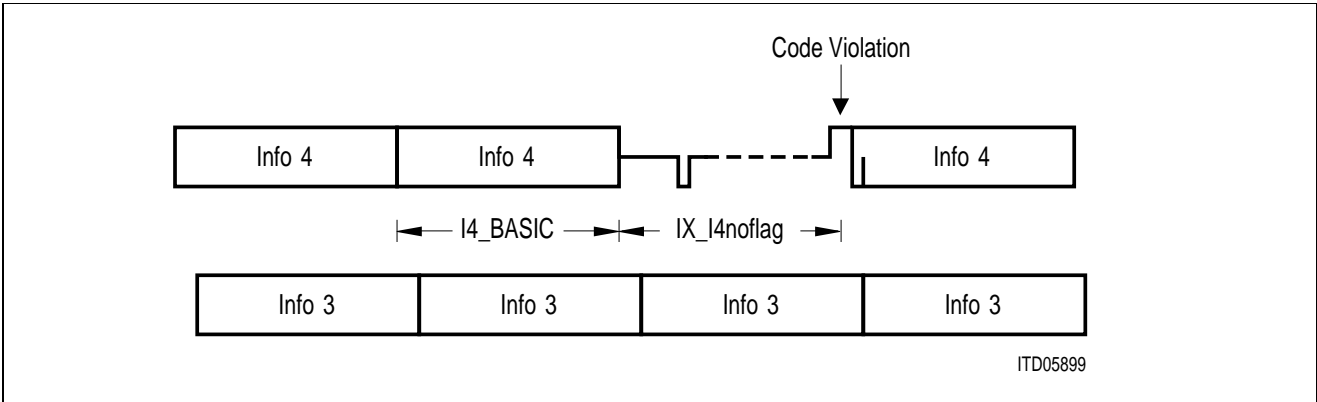 Code Violation
Info 4 Info 4 Info 4
I4_BASIC IX_I4noflag
Info 3 Info 3 Info 3 Info 3
ITD05899